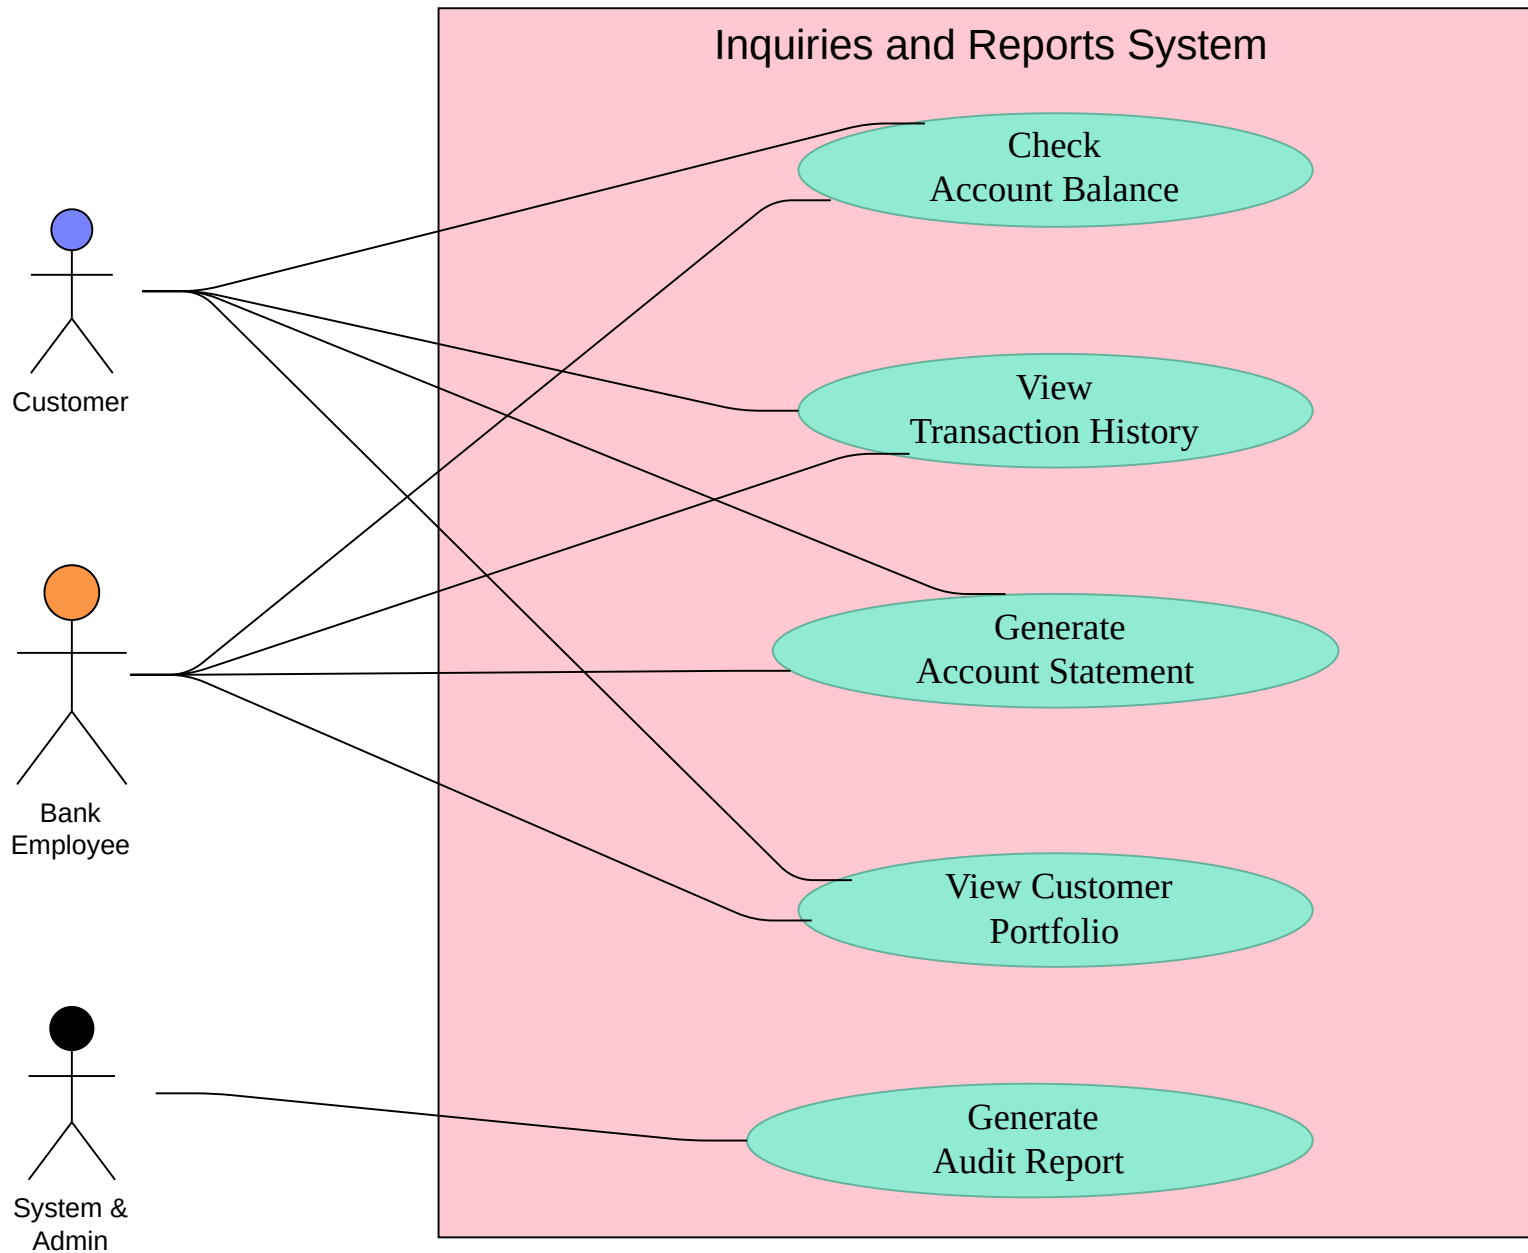 Inquiries and Reports System
Check
Account Balance
Customer
View
Transaction History
Generate
Account Statement
Bank
Employee
View Customer
Portfolio
Generate
Audit Report
System &
Admin